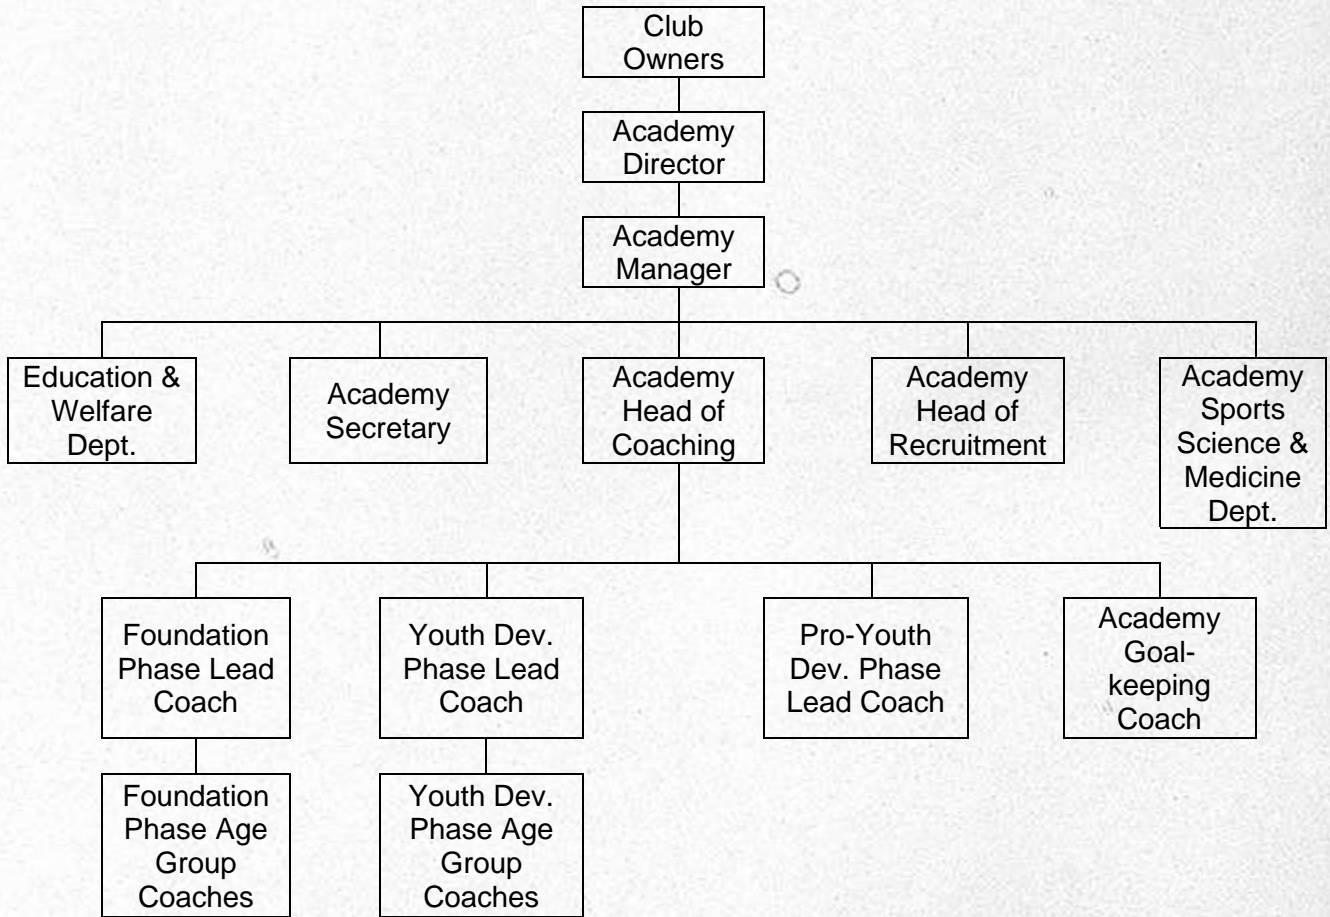 Club
Owners
Academy
Director
Academy
Manager
Education &
Welfare
Dept.
Academy
Secretary
Academy
Head of
Coaching
Academy
Head of
Recruitment
Academy
Sports
Science &
Medicine
Dept.
Foundation
Phase Lead
Coach
Youth Dev.
Phase Lead
Coach
Pro-Youth
Dev. Phase
Lead Coach
Academy
Goal-
keeping
Coach
Foundation
Phase Age
Group
Coaches
Youth Dev.
Phase Age
Group
Coaches